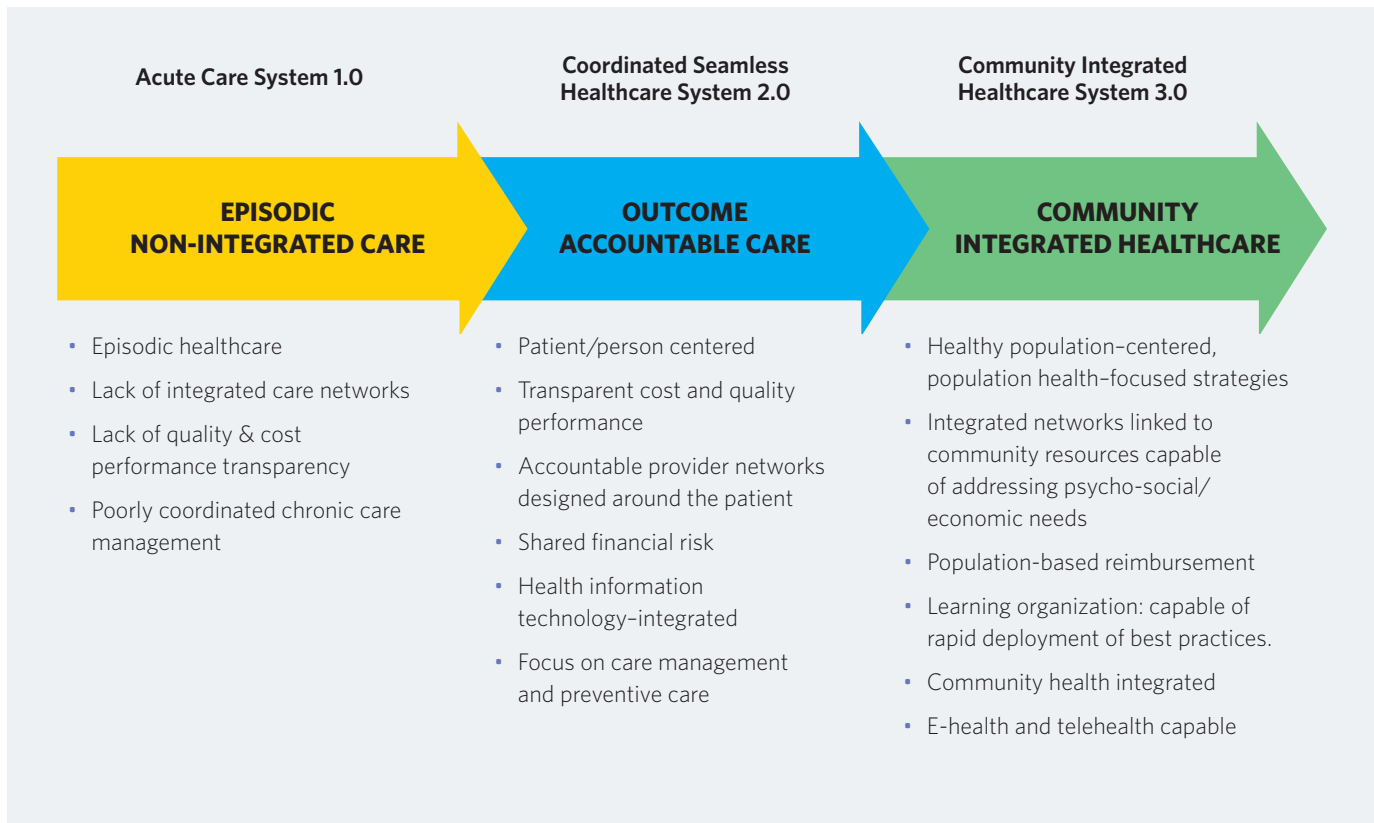 Acute Care System 1.0
Coordinated Seamless
Healthcare System 2.0
Community Integrated
Healthcare System 3.0
EPISODIC
NON-INTEGRATED CARE
OUTCOME
ACCOUNTABLE CARE
COMMUNITY
INTEGRATED HEALTHCARE
• Episodic healthcare
• Lack of integrated care networks
• Lack of quality & cost
performance transparency
• Poorly coordinated chronic care
management
• Patient/person centered
• Transparent cost and quality
performance
• Accountable provider networks
designed around the patient
• Shared financial risk
• Health information
technology–integrated
• Focus on care management
and preventive care
• Healthy population–centered,
population health–focused strategies
• Integrated networks linked to
community resources capable
of addressing psycho-social/
economic needs
• Population-based reimbursement
• Learning organization: capable of
rapid deployment of best practices.
• Community health integrated
• E-health and telehealth capable